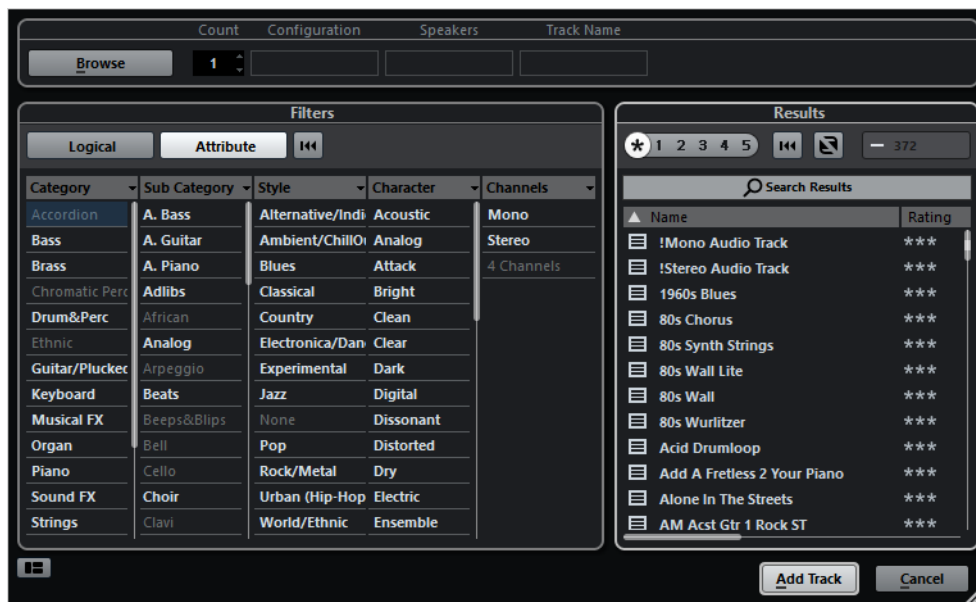 Count Configuration Speakers Track Name
Browse 1
Filters
Logical Attribute
Category Sub Category Style Character Channels
Accordion A. Bass Alternative/Indi Acoustic Mono
Bass A. Guitar Ambient/ChillOu Analog Stereo
Brass A. Piano Blues Attack 4 Channels
Chromatic Perc Adlibs Classical Bright
Drum&Perc African Country Clean
Ethnic Analog Electronica/Dan Clear
Guitar/Plucked Arpeggio Experimental Dark
Keyboard Beats Jazz Digital
Musical FX Beeps&Blips None Dissonant
Organ Bell Pop Distorted
Piano Cello Rock/Metal Dry
Sound FX Choir Urban (Hip-Hop Electric
Strings Clavi World/Ethnic Ensemble
Results
* 1 2 3 4 5 372
Search Results
Name Rating
!Mono Audio Track ***
!Stereo Audio Track ***
1960s Blues ***
80s Chorus ***
80s Synth Strings ***
80s Wall Lite ***
80s Wall ***
80s Wurlitzer ***
Acid Drumloop ***
Add A Fretless 2 Your Piano ***
Alone In The Streets ***
AM Acst Gtr 1 Rock ST ***
Add Track Cancel